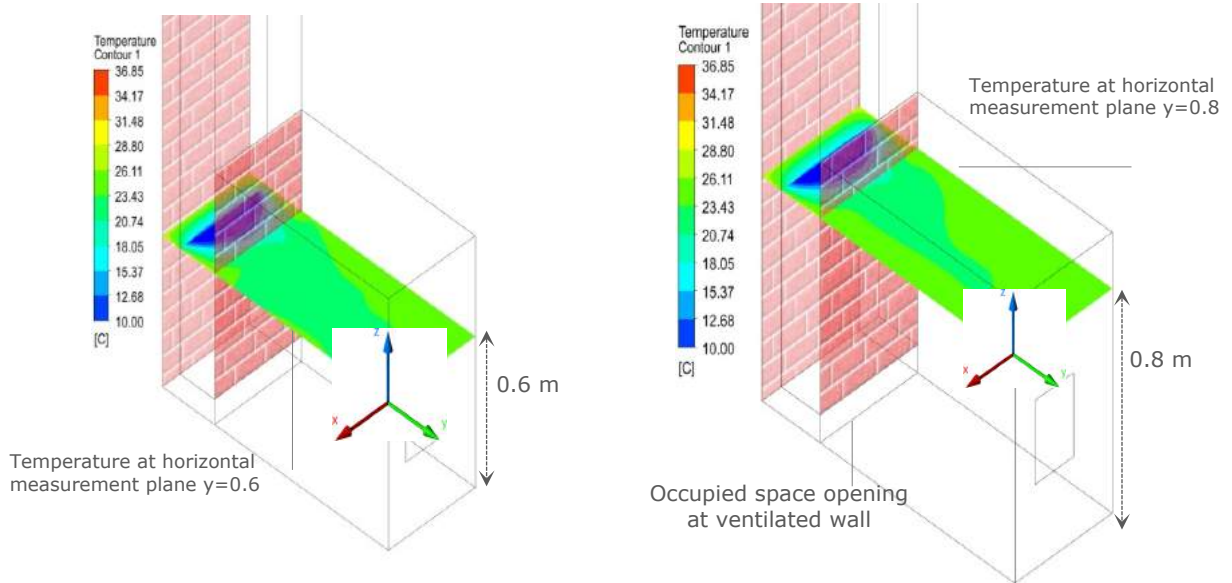 Temperature
Contour 1
36.85
34.17
31.48
28.80
26.11
23.43
20.74
18.05
15.37
12.68
10.00
[C]
z
x
y
0.6 m
Temperature at horizontal
measurement plane y=0.6
Temperature
Contour 1
36.85
34.17
31.48
28.80
26.11
23.43
20.74
18.05
15.37
12.68
10.00
[C]
Temperature at horizontal
measurement plane y=0.8
z
x
y
0.8 m
Occupied space opening
at ventilated wall